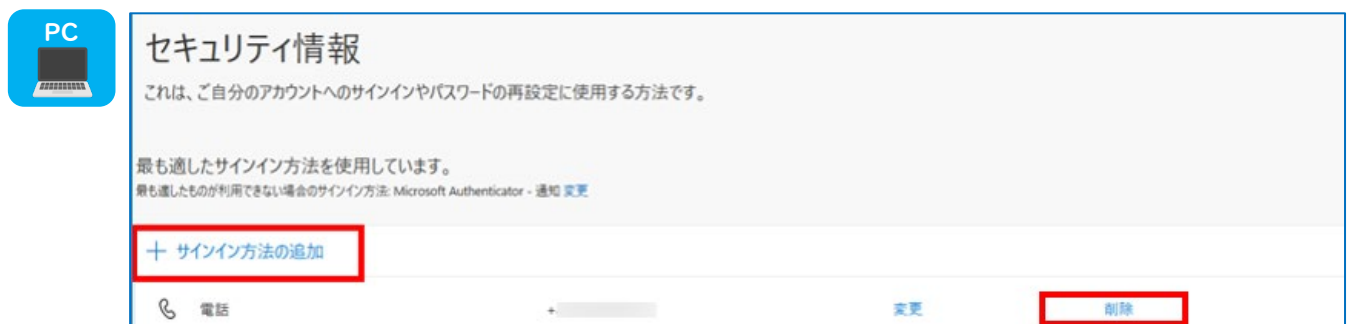 PC
セキュリティ情報
これは、ご自分のアカウントへのサインインやパスワードの再設定に使用する方法です。
最も適したサインイン方法を使用しています。
最も適したものが利用できない場合のサインイン方法: Microsoft Authenticator - 通知 変更
+ サインイン方法の追加
電話 + 変更 削除